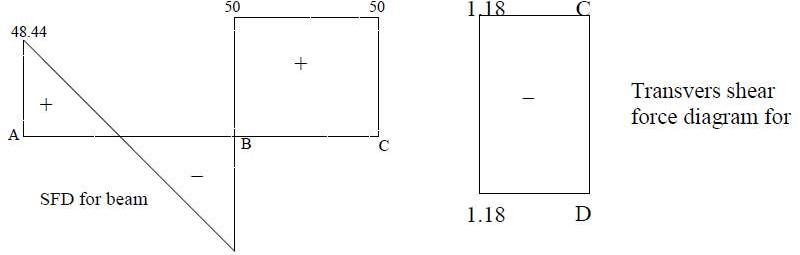 50 50
48.44
+
+
A
B
C
−
SFD for beam
1.18 C
−
1.18 D
Transvers shear
force diagram for